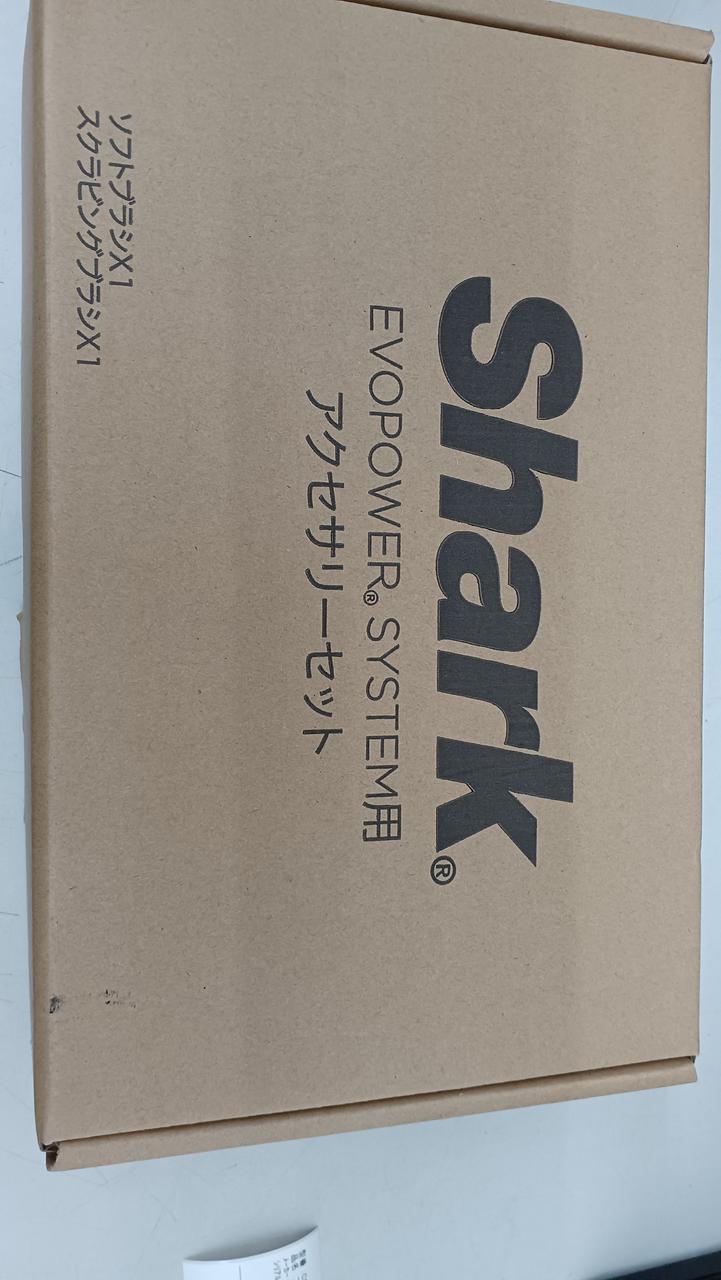 Shark®
EVOPOWER® SYSTEM用
アクセサリーセット
ソフトブラシX1
スクラビングブラシX1